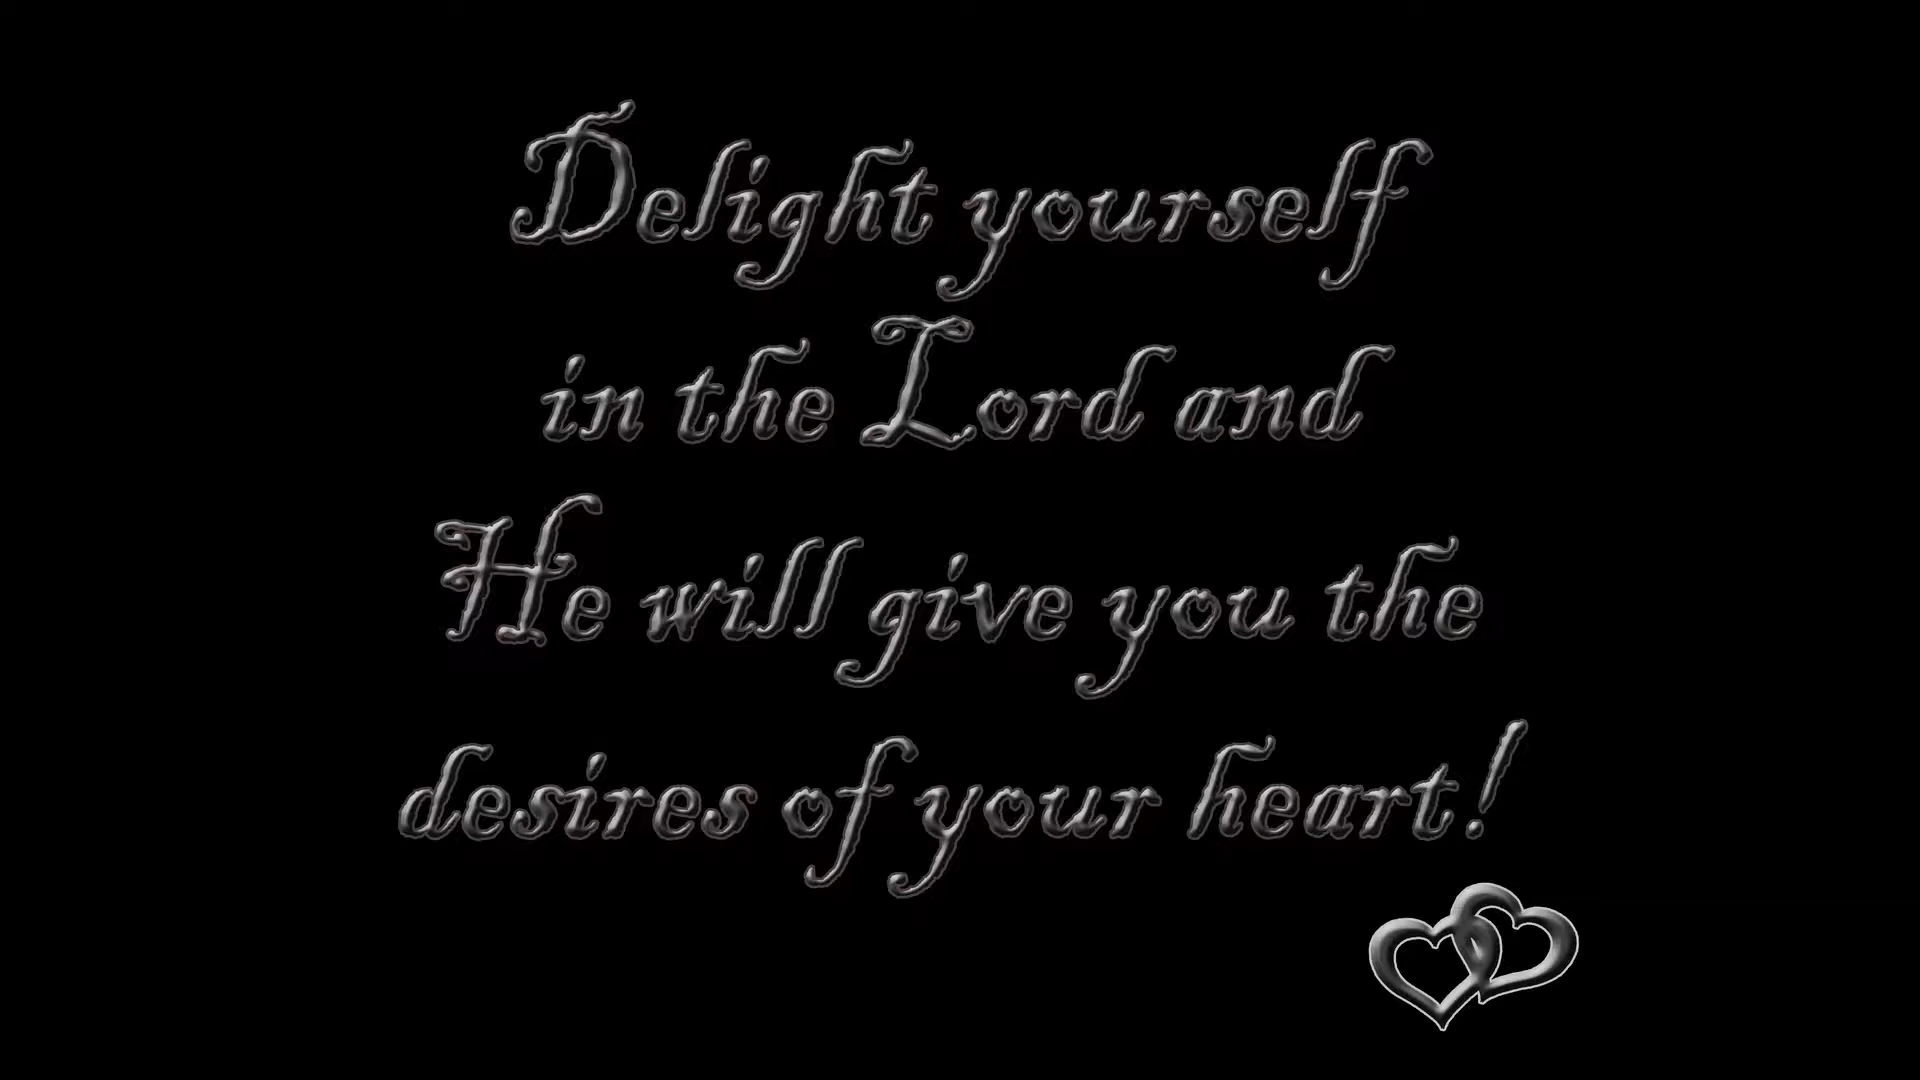 Delight yourself
in the Lord and
He will give you the
desires of your heart!